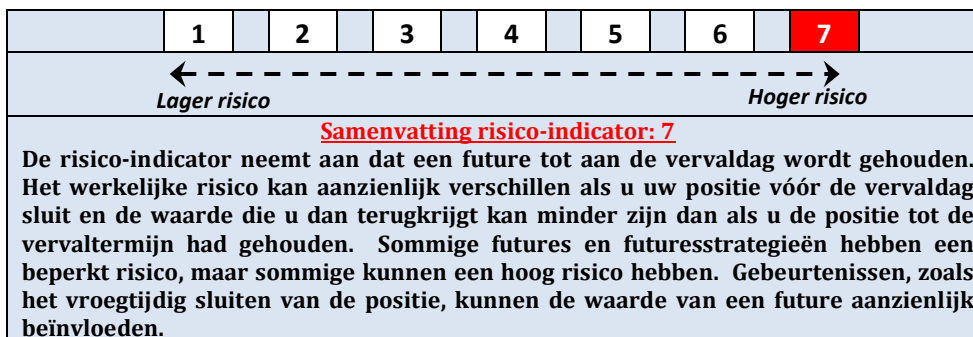 1 2 3 4 5 6 7
Lager risico Hoger risico
Samenvatting risico-indicator: 7
De risico-indicator neemt aan dat een future tot aan de vervaldag wordt gehouden.
Het werkelijke risico kan aanzienlijk verschillen als u uw positie vóór de vervaldag
sluit en de waarde die u dan terugkrijgt kan minder zijn dan als u de positie tot de
vervaltermijn had gehouden. Sommige futures en futuresstrategieën hebben een
beperkt risico, maar sommige kunnen een hoog risico hebben. Gebeurtenissen, zoals
het vroegtijdig sluiten van de positie, kunnen de waarde van een future aanzienlijk
beïnvloeden.